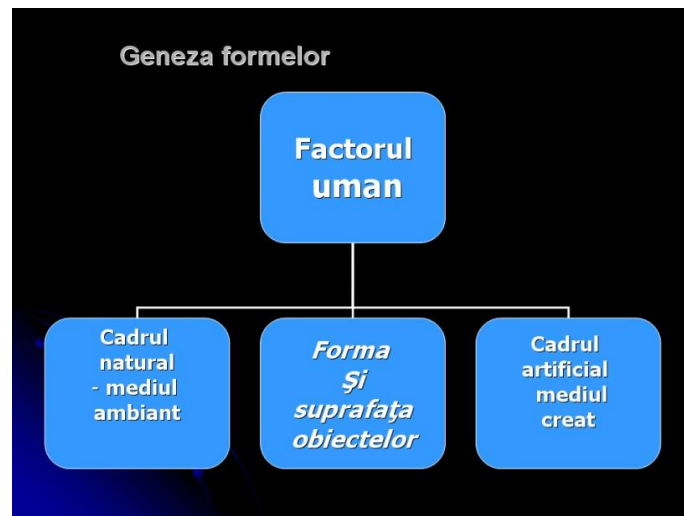 Geneza formelor
Factorul
uman
Cadrul
natural
- mediul
ambiant
Forma
Şi
suprafaţa
obiectelor
Cadrul
artificial
mediul
creat